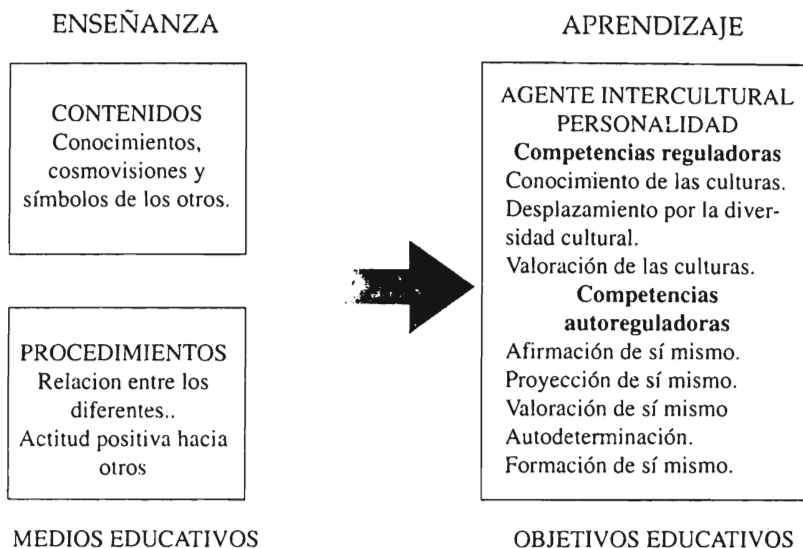 ENSEÑANZA
CONTENIDOS
Conocimientos,
cosmovisiones y
símbolos de los otros.
PROCEDIMIENTOS
Relacion entre los
diferentes..
Actitud positiva hacia
otros
MEDIOS EDUCATIVOS
APRENDIZAJE
AGENTE INTERCULTURAL
PERSONALIDAD
Competencias reguladoras
Conocimiento de las culturas.
Desplazamiento por la diver-
sidad cultural.
Valoración de las culturas.
Competencias
autoreguladoras
Afirmación de sí mismo.
Proyección de sí mismo.
Valoración de sí mismo
Autodeterminación.
Formación de sí mismo.
OBJETIVOS EDUCATIVOS